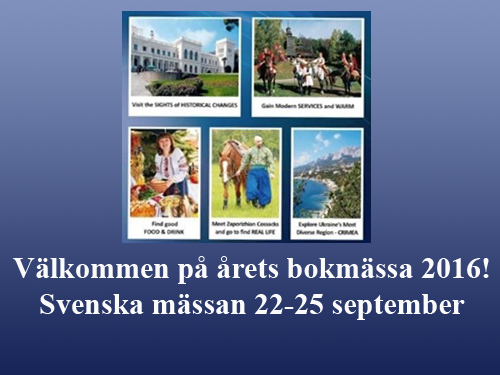 Visit the SIGHTS of HISTORICAL CHANGES
Gain Modern SERVICES and WARM
Find good
FOOD & DRINK
Meet Zaporizhian Cossacks
and go to find REAL LIFE
Explore Ukraine's Most
Diverse Region - CRIMEA
Välkommen på årets bokmässa 2016!
Svenska mässan 22-25 september